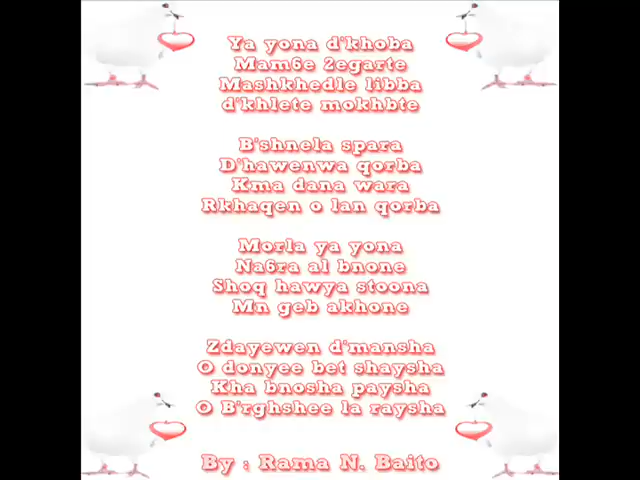 Ya yona d'khoba
Mam6e 2egarte
Mashkhedle libba
d'khlete mokhbte
B'shnela spara
D'hawenwa qorba
Kma dana wara
Rkhaqen o lan qorba
Morla ya yona
Na6ra al bnone
Shoq hawya stoona
Mn geb akhone
Zdayewen d'mansha
O donyee bet shaysha
Kha bnosha paysha
O B'rghshee la raysha
By : Rama N. Baito